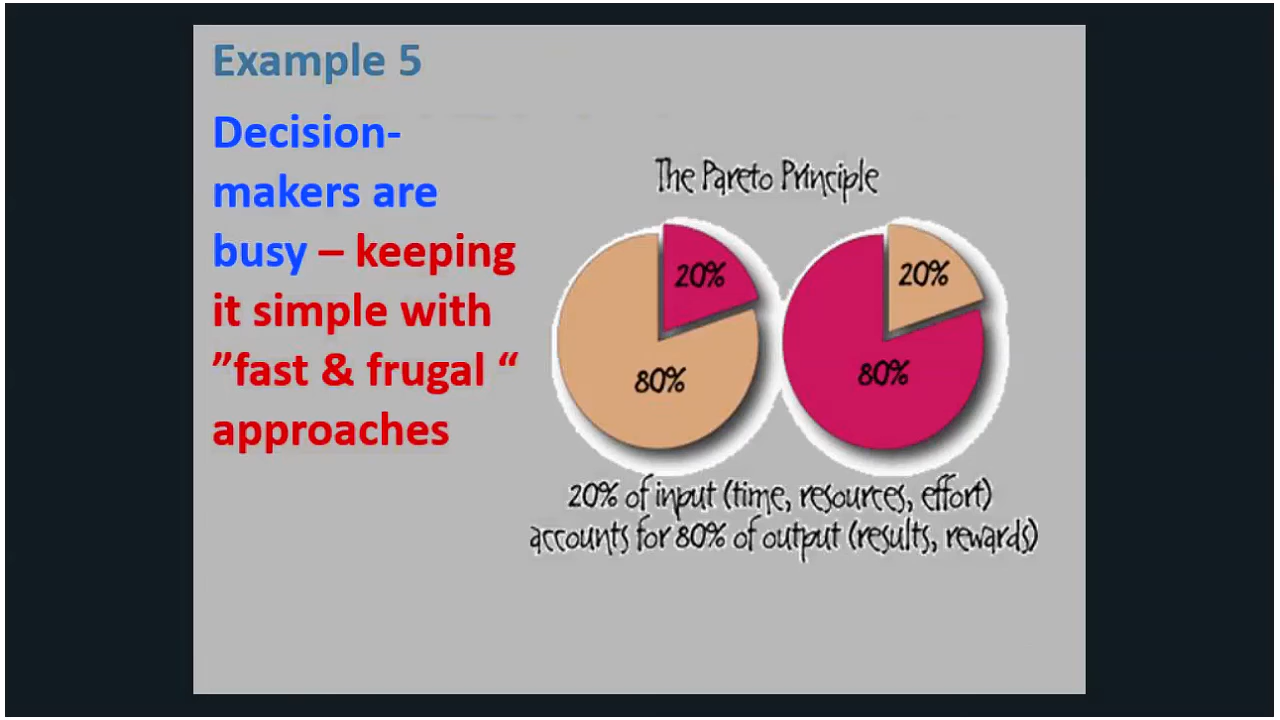 Example 5
Decision-
makers are
busy – keeping
it simple with
”fast & frugal “
approaches
The Pareto Principle
20%
80%
20%
80%
20% of input (time, resources, effort)
accounts for 80% of output (results, rewards)